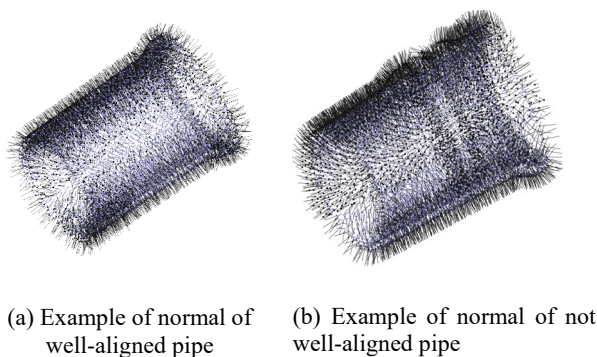 (a) Example of normal of
well-aligned pipe
(b) Example of normal of not
well-aligned pipe